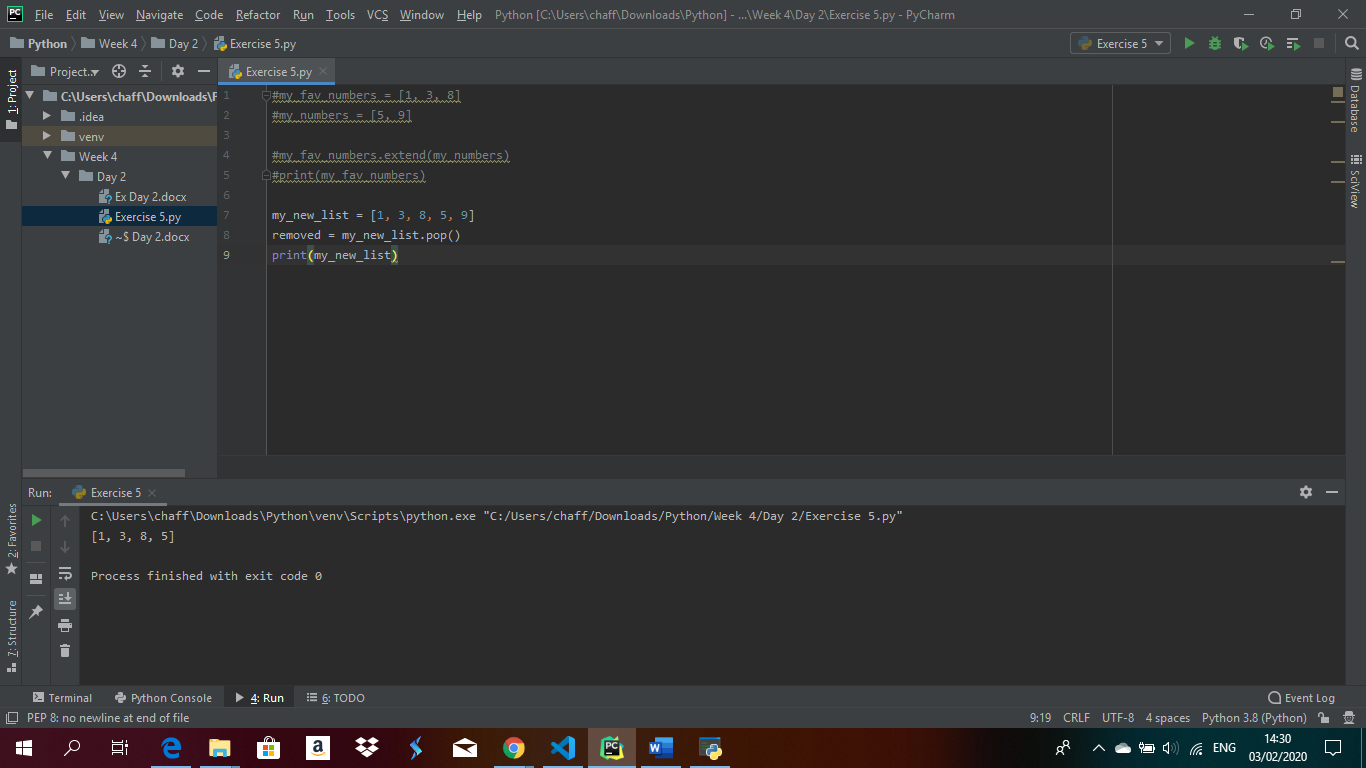 PC File Edit View Navigate Code Refactor Run Tools VCS Window Help Python [C:\Users\chaff\Downloads\Python] - ...\Week 4\Day 2\Exercise 5.py - PyCharm
Python Week 4 Day 2 Exercise 5.py Exercise 5
1: Project
Project..
C:\Users\chaff\Downloads\P
.idea
venv
Week 4
Day 2
Ex Day 2.docx
Exercise 5.py
~$ Day 2.docx
Exercise 5.py
1 #my_fav_numbers = [1, 3, 8]
2 #my_numbers = [5, 9]
3
4 #my_fav_numbers.extend(my_numbers)
5 #print(my_fav_numbers)
6
7 my_new_list = [1, 3, 8, 5, 9]
8 removed = my_new_list.pop()
9 print(my_new_list)
Database
SciView
2: Favorites
7: Structure
Run: Exercise 5
C:\Users\chaff\Downloads\Python\venv\Scripts\python.exe "C:/Users/chaff/Downloads/Python/Week 4/Day 2/Exercise 5.py"
[1, 3, 8, 5]
Process finished with exit code 0
Terminal Python Console 4: Run 6: TODO Event Log
PEP 8: no newline at end of file 9:19 CRLF UTF-8 4 spaces Python 3.8 (Python)
a PC W ENG 14:30
03/02/2020